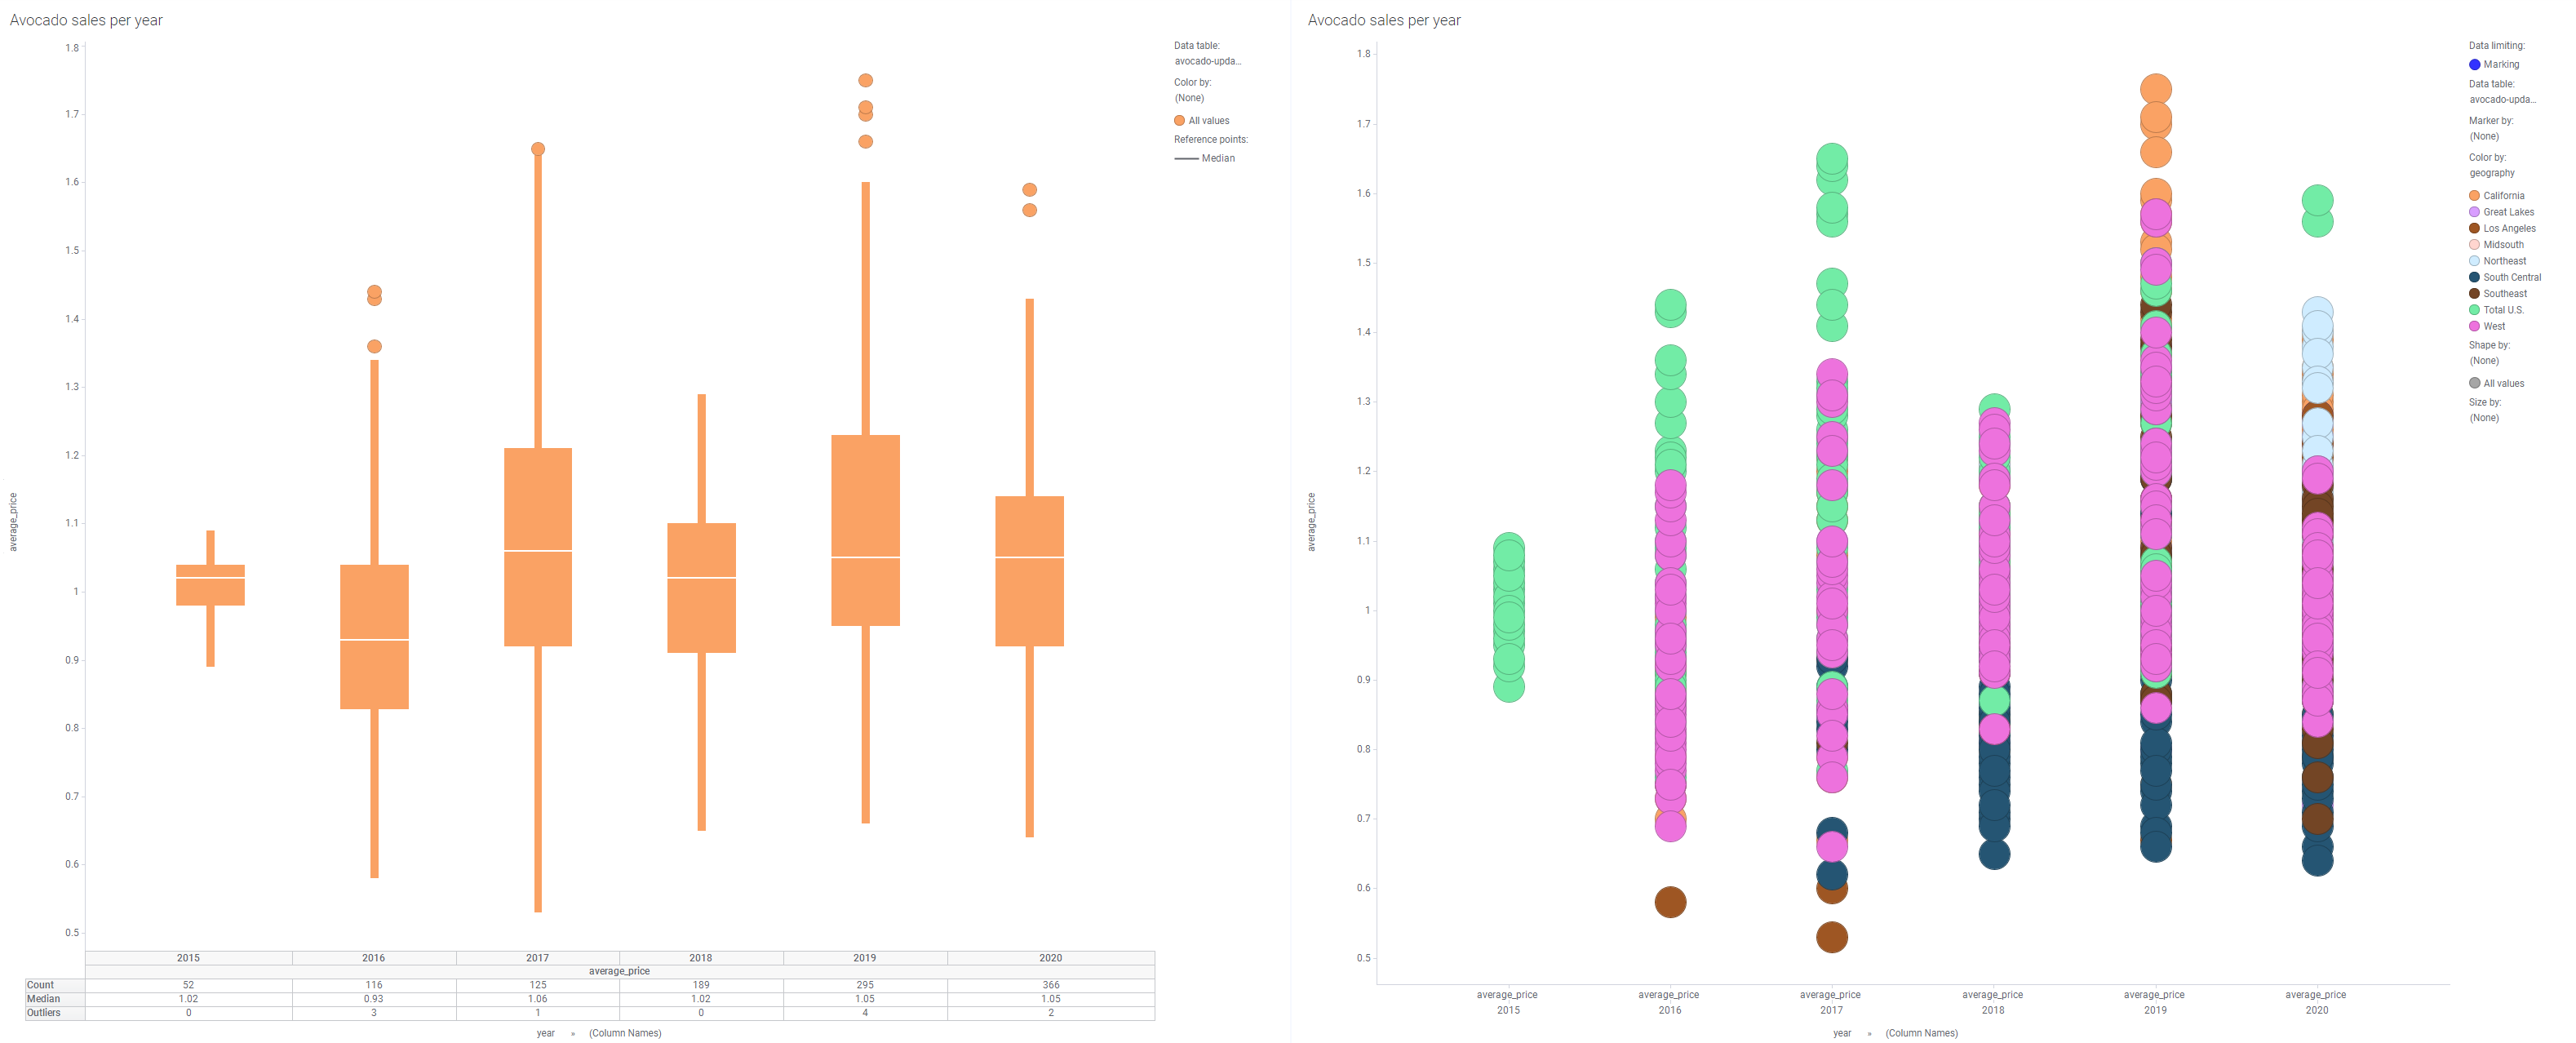 Avocado sales per year
1.8
1.7
1.6
1.5
1.4
1.3
1.2
1.1
1
0.9
0.8
0.7
0.6
0.5
average_price
2015 2016 2017 2018 2019 2020
average_price
Count 52 116 125 189 295 366
Median 1.02 0.93 1.06 1.02 1.05 1.05
Outliers 0 3 1 0 4 2
year » (Column Names)
Data table:
avocado-upda...
Color by:
(None)
All values
Reference points:
Median
Avocado sales per year
1.8
1.7
1.6
1.5
1.4
1.3
1.2
1.1
1
0.9
0.8
0.7
0.6
0.5
average_price
average_price average_price average_price average_price average_price average_price
2015 2016 2017 2018 2019 2020
year » (Column Names)
Data limiting:
Marking
Data table:
avocado-upda...
Marker by:
(None)
Color by:
geography
California
Great Lakes
Los Angeles
Midsouth
Northeast
South Central
Southeast
Total U.S.
West
Shape by:
(None)
All values
Size by:
(None)